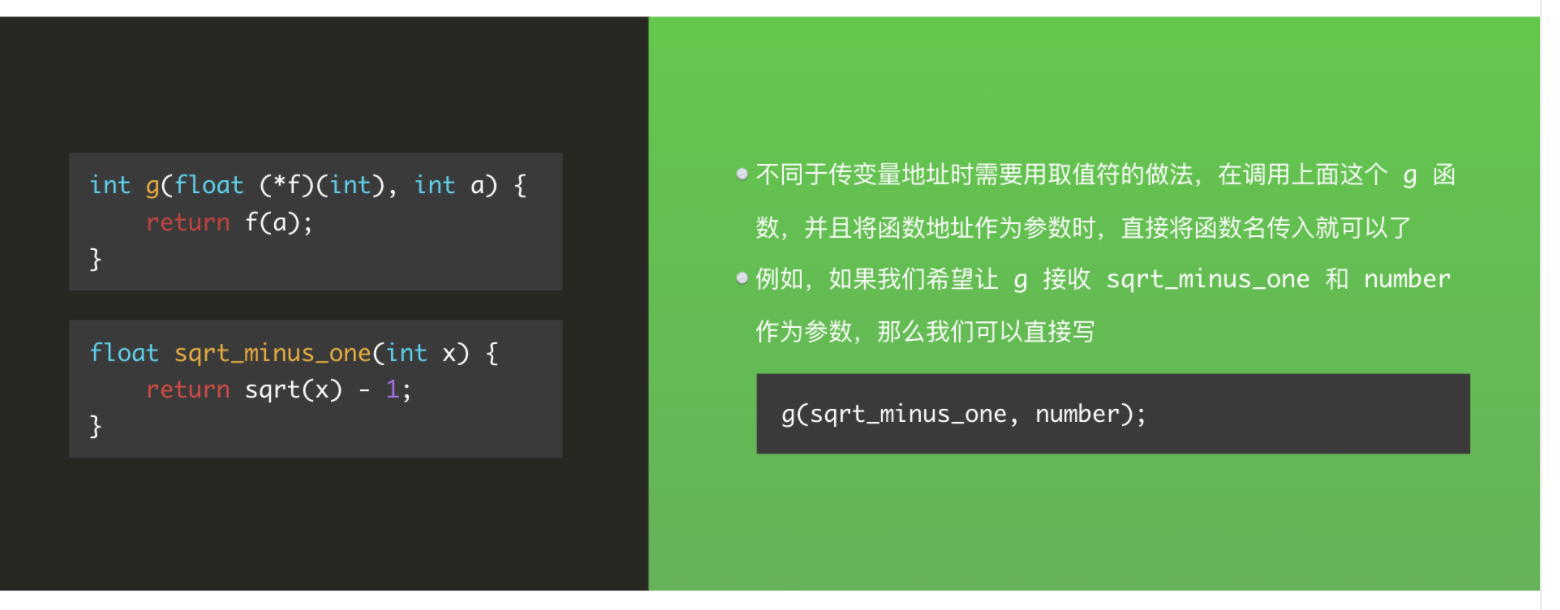 int g(float (*f)(int), int a) {
    return f(a);
}
float sqrt_minus_one(int x) {
    return sqrt(x) - 1;
}
不同于传变量地址时需要用取值符的做法，在调用上面这个 g 函
数，并且将函数地址作为参数时，直接将函数名传入就可以了
例如，如果我们希望让 g 接收 sqrt_minus_one 和 number
作为参数，那么我们可以直接写
g(sqrt_minus_one, number);